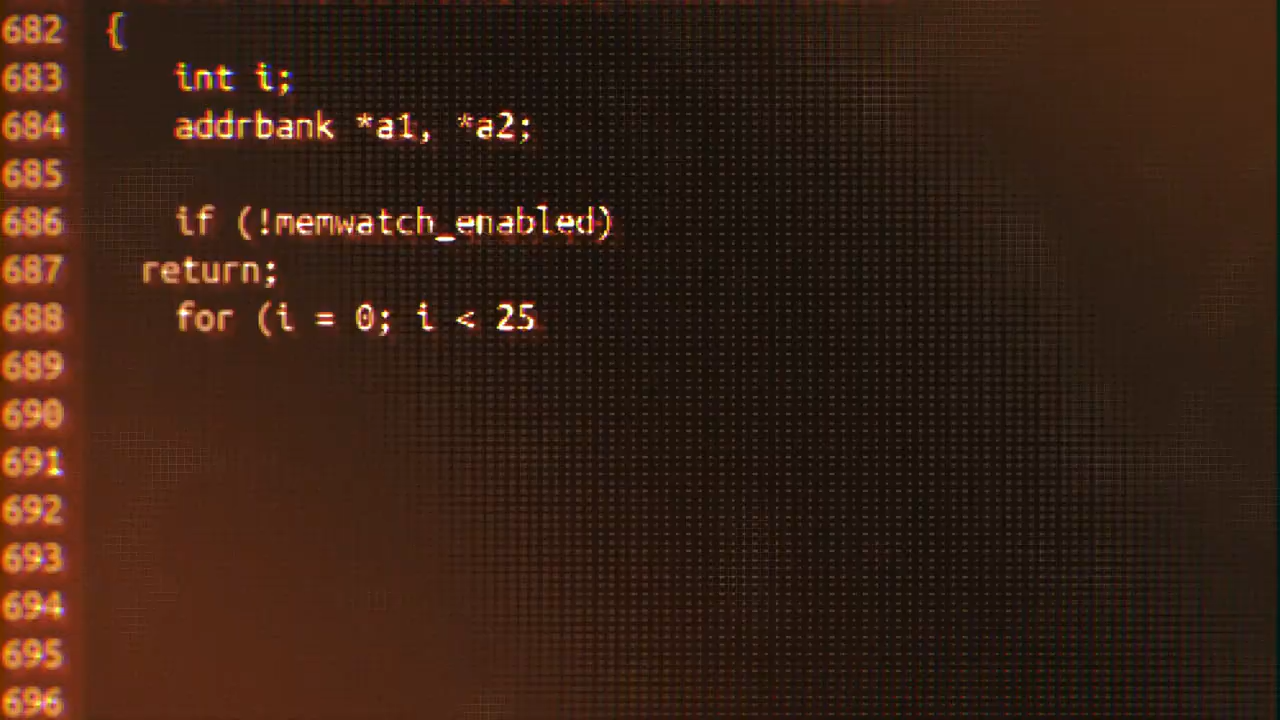 682 {
683 int i;
684 addrbank *a1, *a2;
685
686 if (!memwatch_enabled)
687 return;
688 for (i = 0; i < 25
689
690
691
692
693
694
695
696